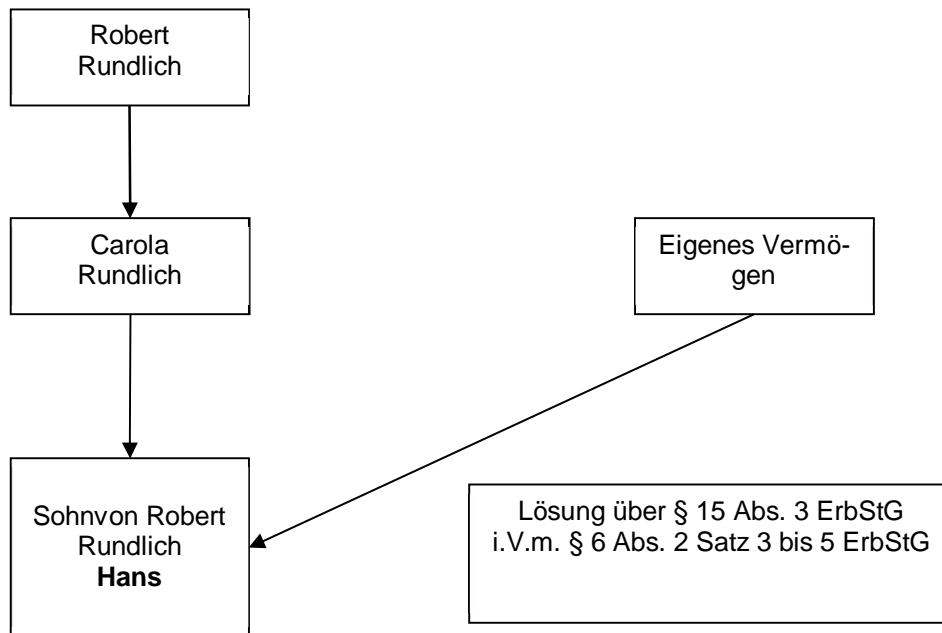 Robert
Rundlich
Carola
Rundlich
Eigenes Vermö-
gen
Sohnvon Robert
Rundlich
Hans
Lösung über § 15 Abs. 3 ErbStG
i.V.m. § 6 Abs. 2 Satz 3 bis 5 ErbStG